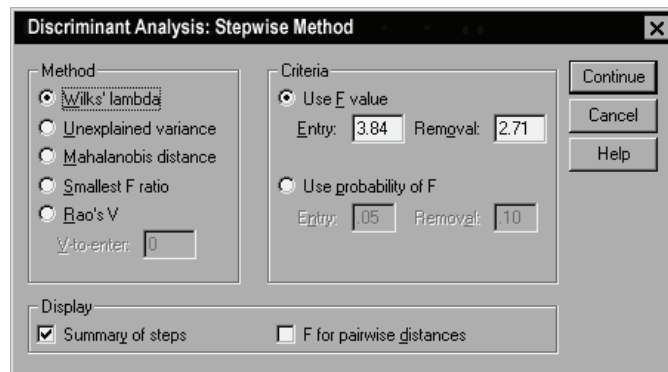 Discriminant Analysis: Stepwise Method
Method
Wilks' lambda
Unexplained variance
Mahalanobis distance
Smallest F ratio
Rao's V
V-to-enter: 0
Criteria
Use F value
Entry: 3.84 Removal: 2.71
Use probability of F
Entry: .05 Removal: .10
Continue
Cancel
Help
Display
Summary of steps F for pairwise distances